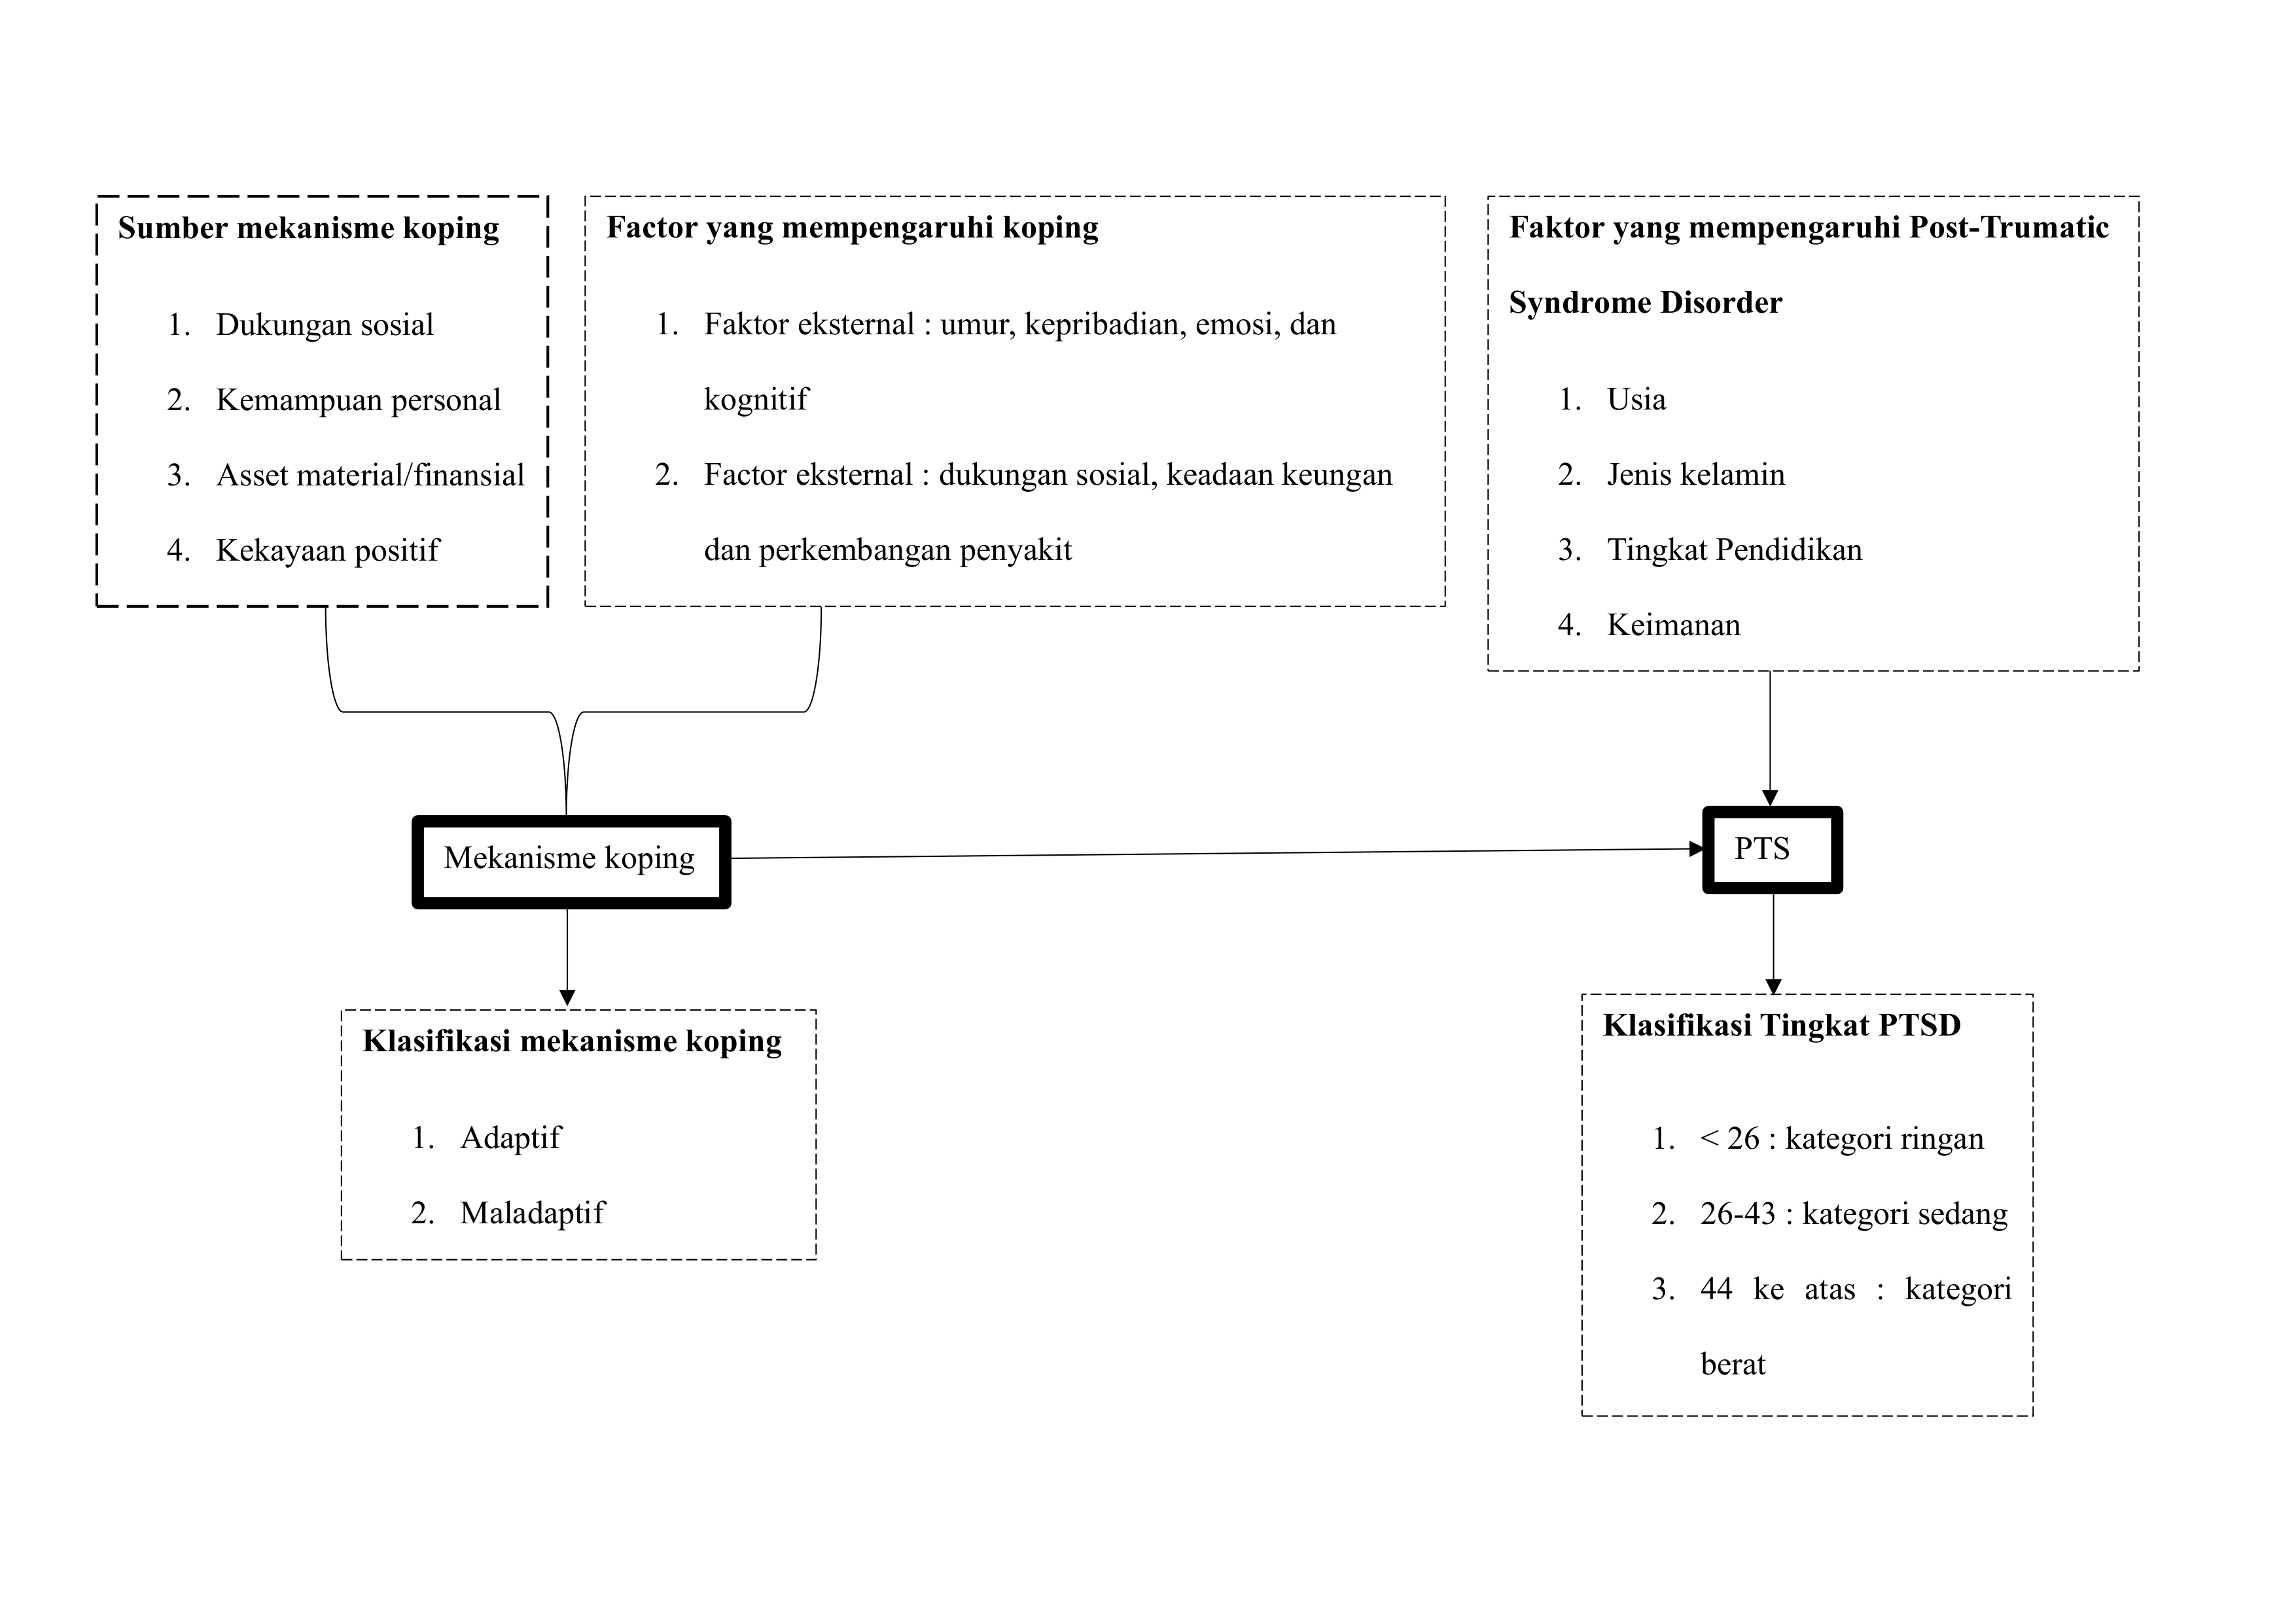 Sumber mekanisme koping
1. Dukungan sosial
2. Kemampuan personal
3. Asset material/finansial
4. Kekayaan positif
Factor yang mempengaruhi koping
1. Faktor eksternal : umur, kepribadian, emosi, dan
kognitif
2. Factor eksternal : dukungan sosial, keadaan keungan
dan perkembangan penyakit
Faktor yang mempengaruhi Post-Trumatic
Syndrome Disorder
1. Usia
2. Jenis kelamin
3. Tingkat Pendidikan
4. Keimanan
Mekanisme koping
PTS
Klasifikasi mekanisme koping
1. Adaptif
2. Maladaptif
Klasifikasi Tingkat PTSD
1. < 26 : kategori ringan
2. 26-43 : kategori sedang
3. 44 ke atas : kategori
berat